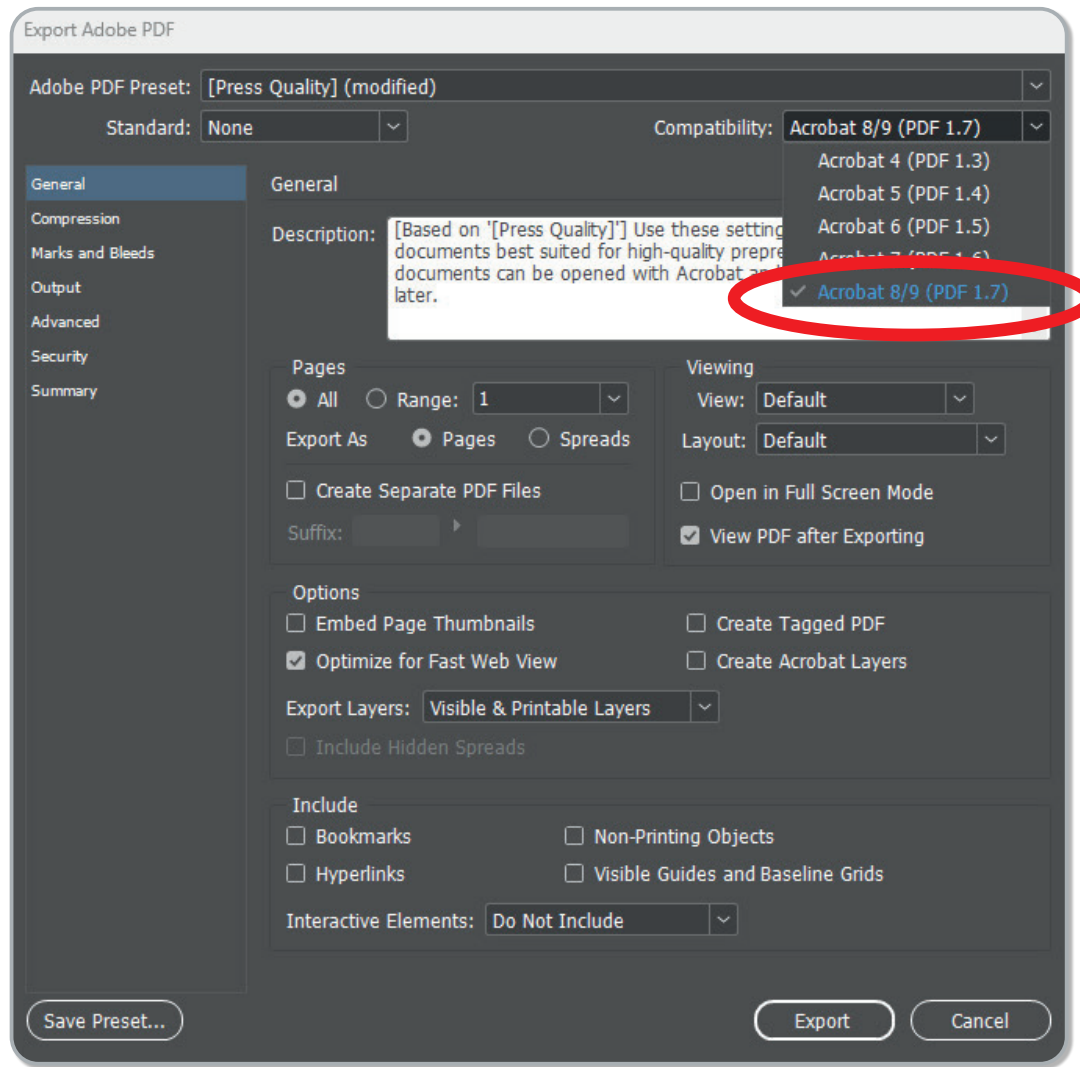 Export Adobe PDF
Adobe PDF Preset: [Press Quality] (modified)
Standard: None
Compatibility: Acrobat 8/9 (PDF 1.7)
Acrobat 4 (PDF 1.3)
Acrobat 5 (PDF 1.4)
Acrobat 6 (PDF 1.5)
Acrobat 7 (PDF 1.6)
Acrobat 8/9 (PDF 1.7)
General
Compression
Marks and Bleeds
Output
Advanced
Security
Summary
General
Description: [Based on '[Press Quality]'] Use these setting
documents best suited for high-quality prepre
documents can be opened with Acrobat and
later.
Pages
All Range: 1
Export As Pages Spreads
Create Separate PDF Files
Suffix:
Viewing
View: Default
Layout: Default
Open in Full Screen Mode
View PDF after Exporting
Options
Embed Page Thumbnails
Create Tagged PDF
Optimize for Fast Web View
Create Acrobat Layers
Export Layers: Visible & Printable Layers
Include Hidden Spreads
Include
Bookmarks
Non-Printing Objects
Hyperlinks
Visible Guides and Baseline Grids
Interactive Elements: Do Not Include
Save Preset...
Export
Cancel